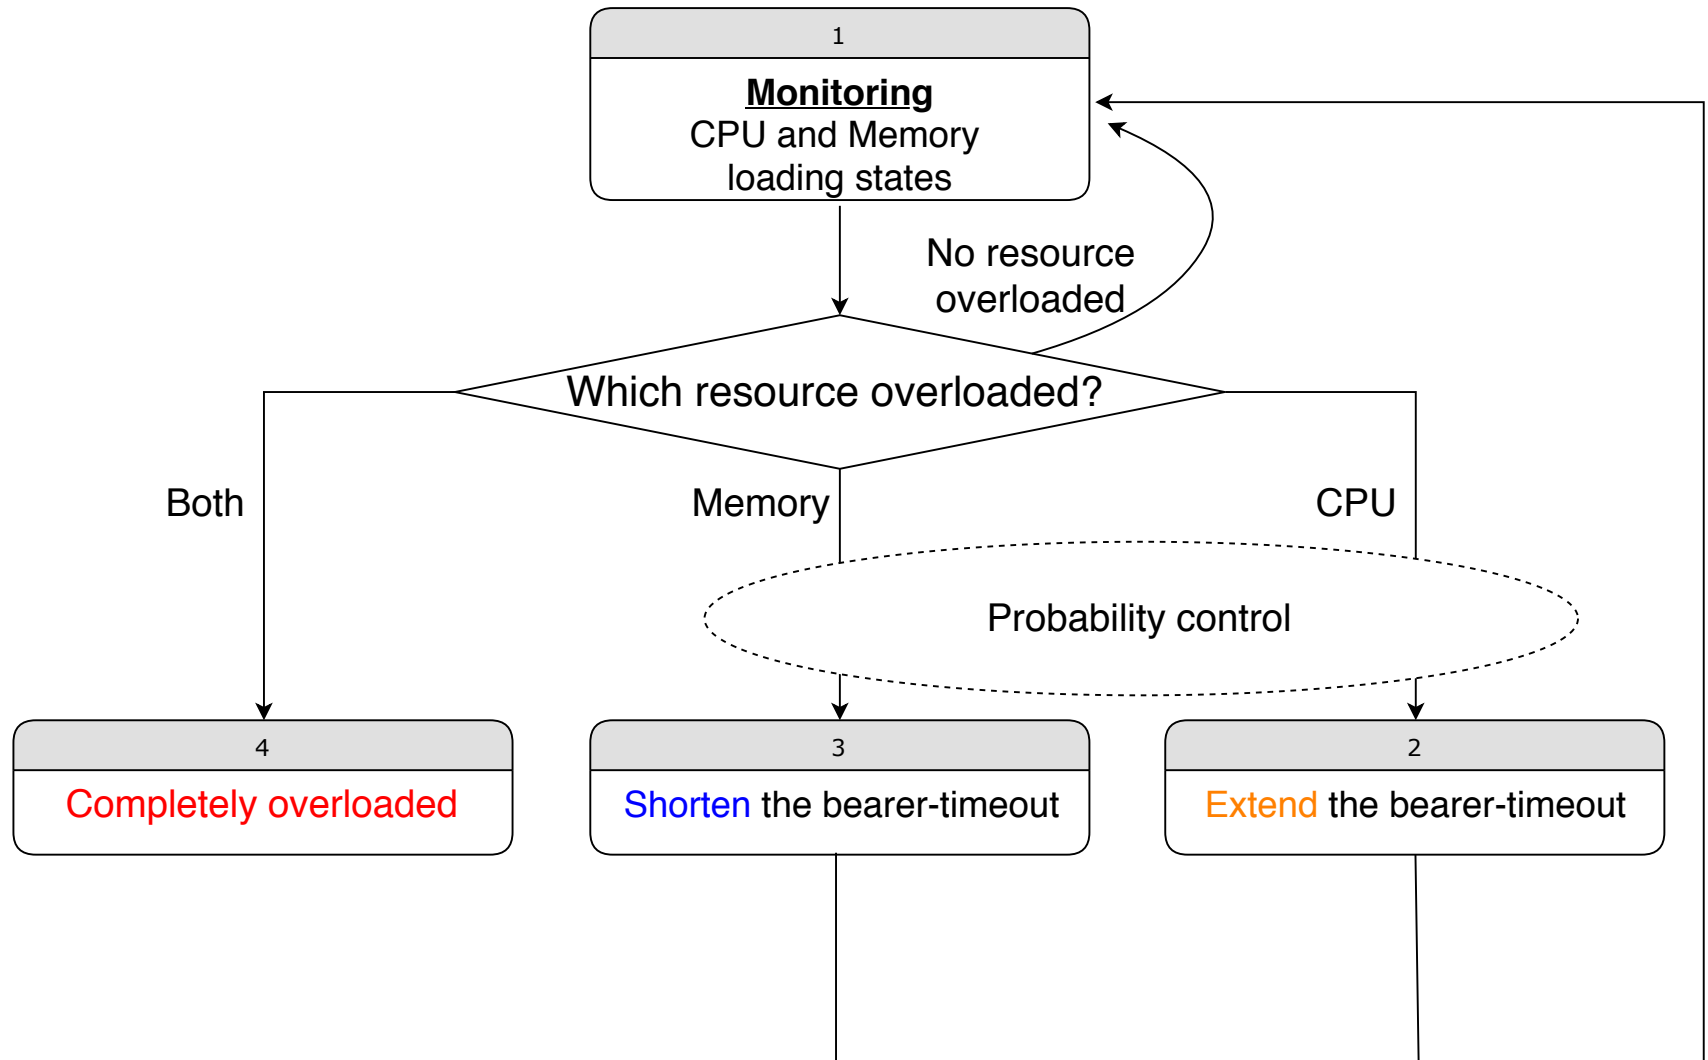 1
Monitoring
CPU and Memory
loading states
No resource
overloaded
Which resource overloaded?
Both
Memory
CPU
Probability control
4
Completely overloaded
3
Shorten the bearer-timeout
2
Extend the bearer-timeout